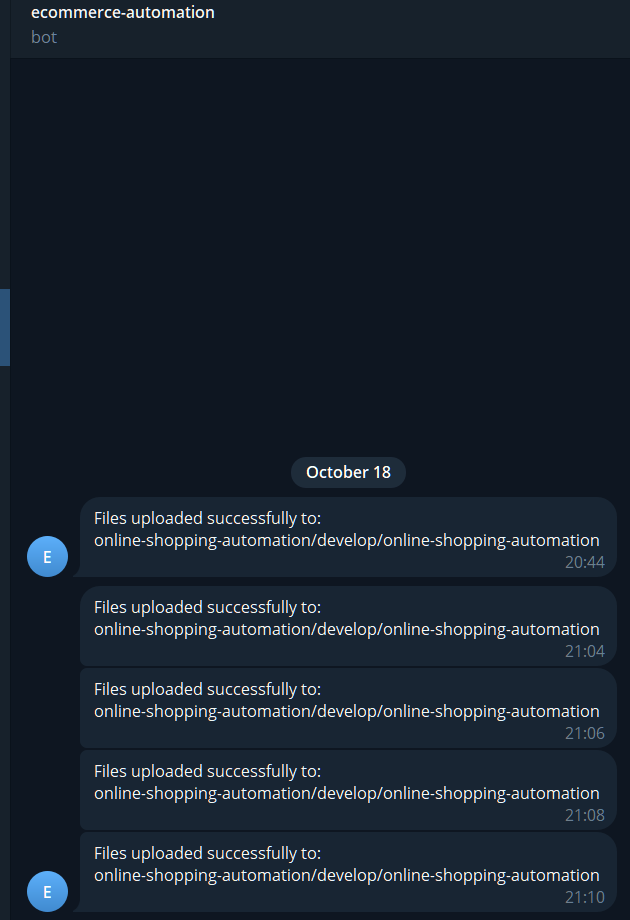 ecommerce-automation
bot
October 18
Files uploaded successfully to:
online-shopping-automation/develop/online-shopping-automation
20:44
E
Files uploaded successfully to:
online-shopping-automation/develop/online-shopping-automation
21:04
Files uploaded successfully to:
online-shopping-automation/develop/online-shopping-automation
21:06
Files uploaded successfully to:
online-shopping-automation/develop/online-shopping-automation
21:08
Files uploaded successfully to:
online-shopping-automation/develop/online-shopping-automation
21:10
E